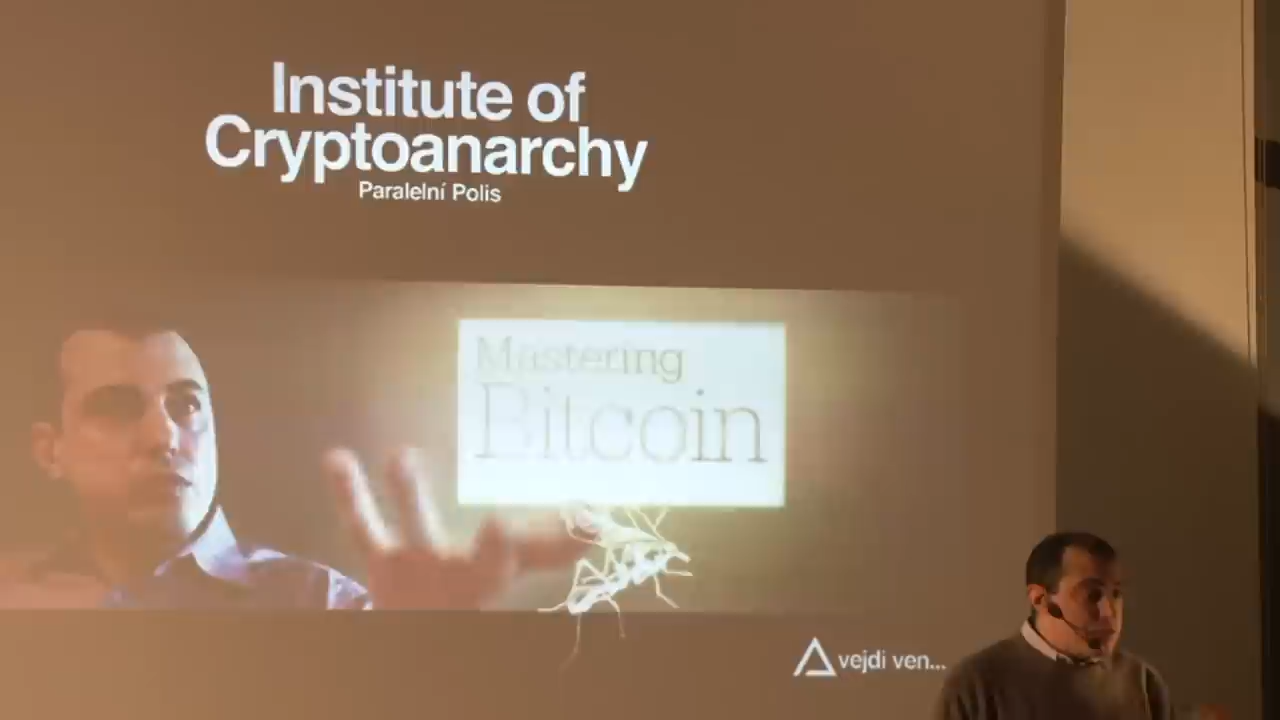 Institute of
Cryptoanarchy
Paralelní Polis
Mastering
Bitcoin
vejdi ven...